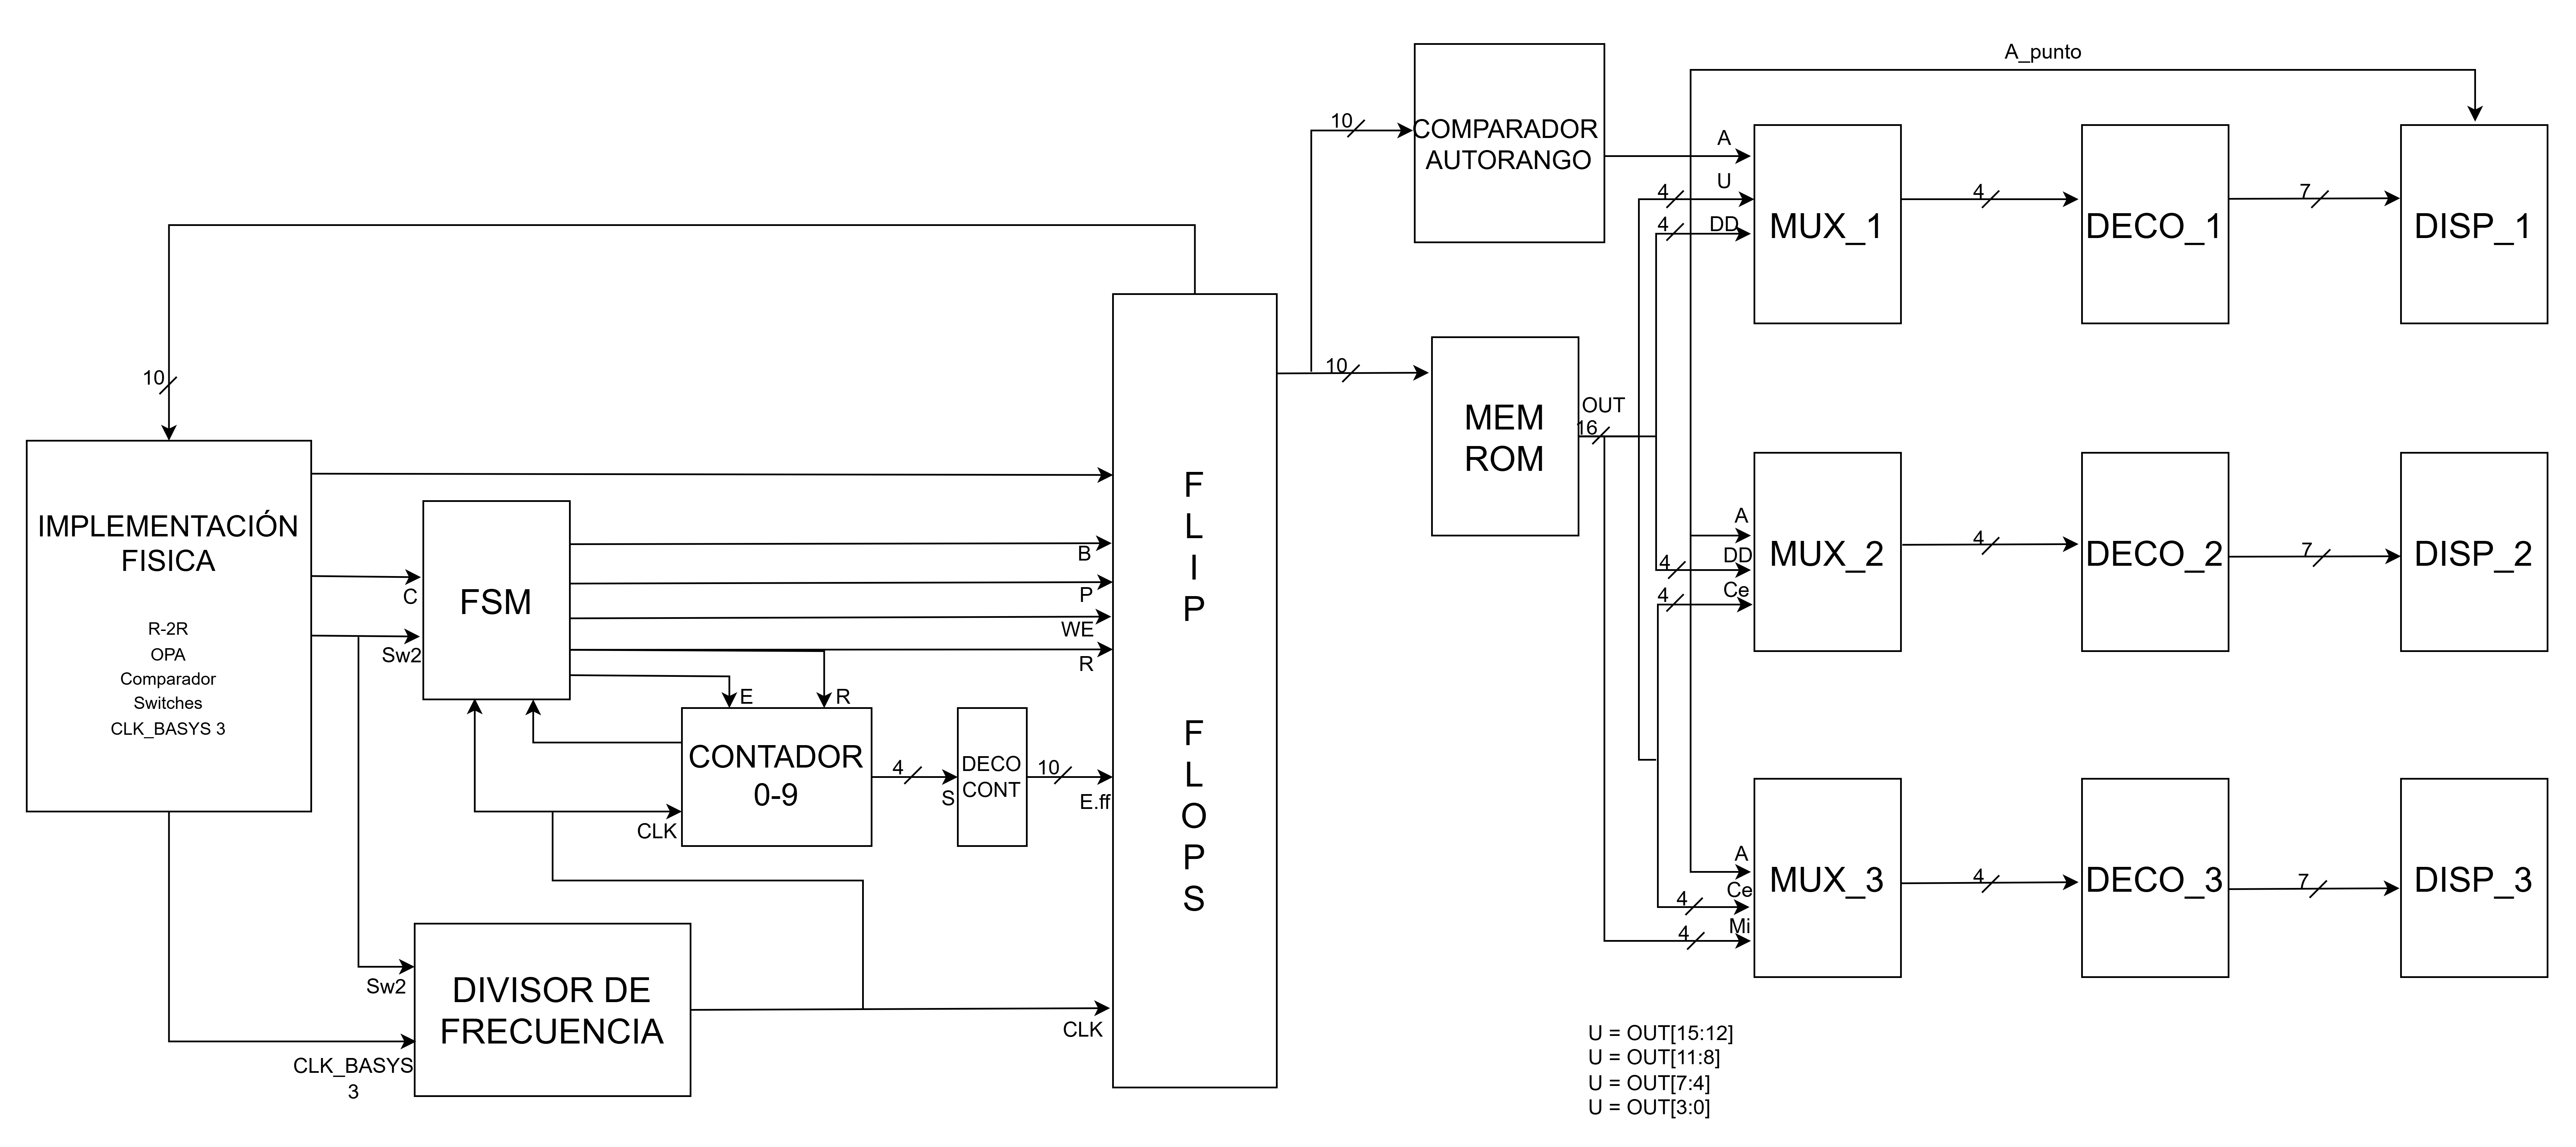 A_punto
10
COMPARADOR
AUTORANGO
A
4
U
4
DD
MUX_1
4
DECO_1
7
DISP_1
10
10
OUT
16
MEM
ROM
IMPLEMENTACIÓN
FISICA
R-2R
OPA
Comparador
Switches
CLK_BASYS 3
C
Sw2
FSM
B
P
WE
R
E
R
CONTADOR
0-9
CLK
4
S
DECO
CONT
10
E.ff
F
L
I
P
F
L
O
P
S
Sw2
CLK_BASYS
3
DIVISOR DE
FRECUENCIA
CLK
A
4
DD
4
Ce
MUX_2
4
DECO_2
7
DISP_2
A
4
Ce
4
Mi
MUX_3
4
DECO_3
7
DISP_3
U = OUT[15:12]
U = OUT[11:8]
U = OUT[7:4]
U = OUT[3:0]